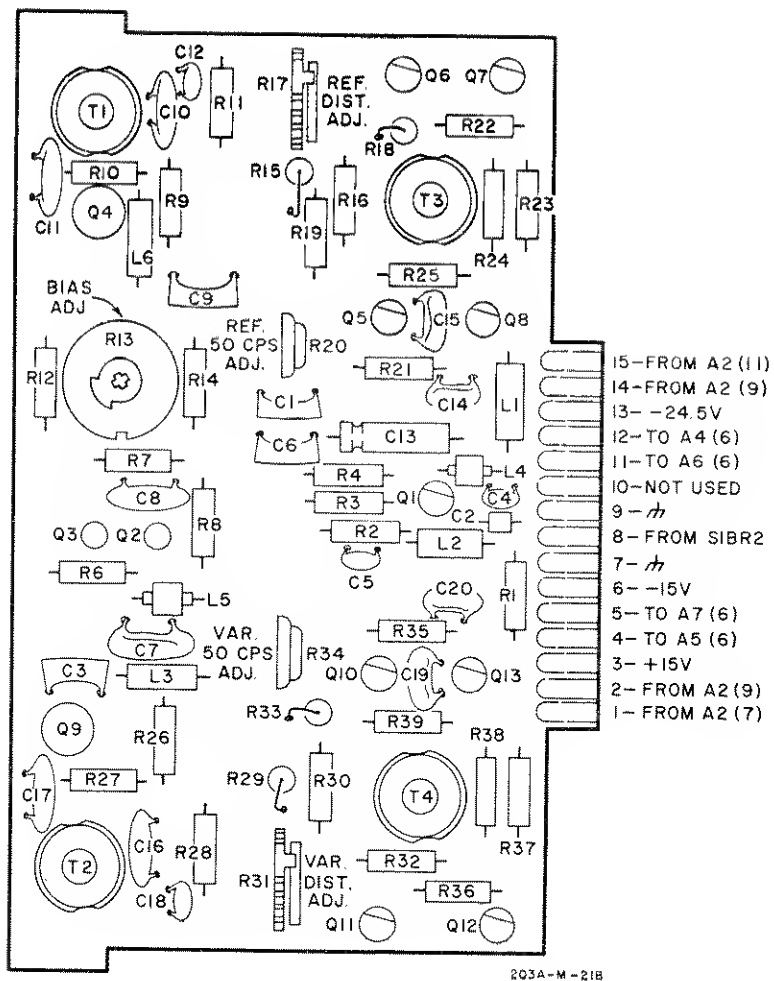 C12
R17
REF.
DIST.
ADJ.
Q6
Q7
T1
C10
R11
R18
R22
R10
R15
C11
Q4
R9
R16
T3
R23
L6
R19
R24
R25
C9
BIAS
ADJ
R13
REF.
50 CPS
ADJ.
R20
Q5
C15
Q8
R12
R14
R21
C14
L1
C1
C6
C13
R7
R4
L4
C8
R3
Q1
C4
R8
C2
Q3
Q2
R2
L2
C5
R6
R1
L5
C20
C7
VAR.
50 CPS
ADJ.
R34
R35
C3
L3
Q10
C19
Q13
Q9
R26
R33
R39
R38
R27
R29
R30
T4
C17
R37
T2
C16
R28
R31
VAR.
DIST.
ADJ.
R32
R36
C18
Q11
Q12
15-FROM A2 (11)
14-FROM A2 (9)
13- -24.5V
12-TO A4 (6)
11-TO A6 (6)
10-NOT USED
9-
8-FROM SIBR2
7-
6- -15V
5-TO A7 (6)
4-TO A5 (6)
3-+15V
2-FROM A2 (9)
1-FROM A2 (7)
203A-M-21B